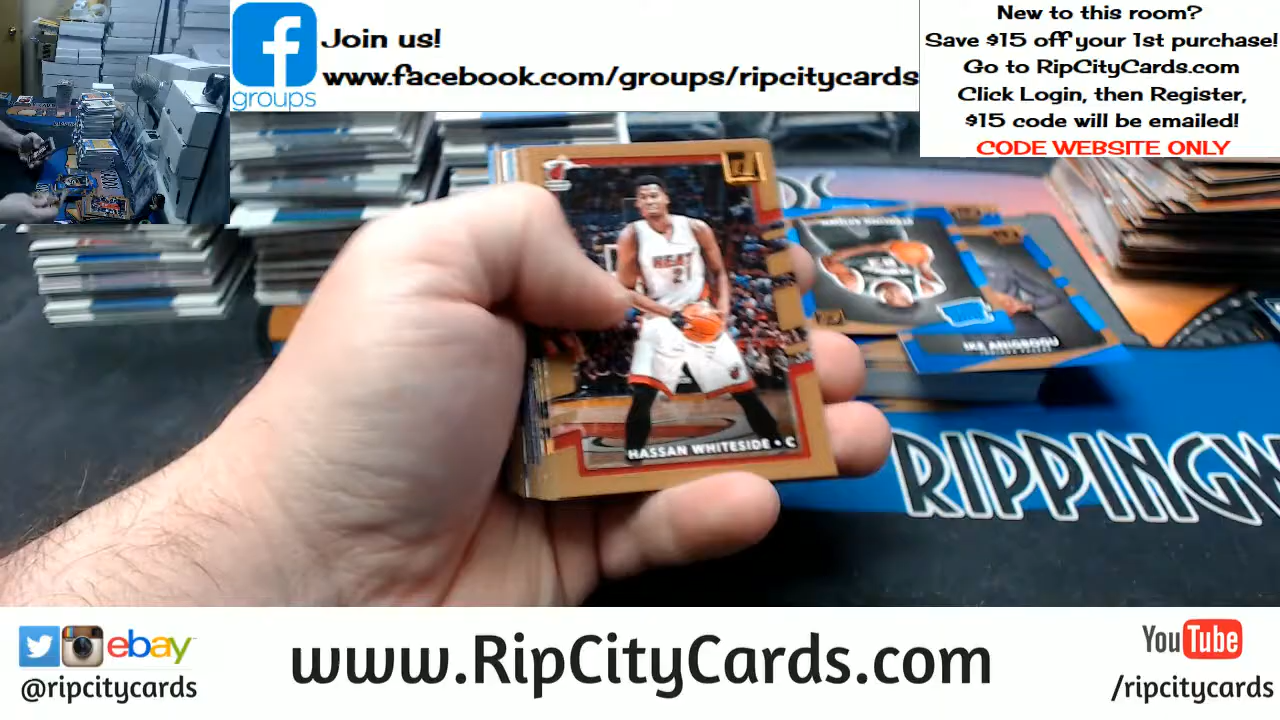 Join us!
www.facebook.com/groups/ripcitycards
groups
New to this room?
Save $15 off your 1st purchase!
Go to RipCityCards.com
Click Login, then Register,
$15 code will be emailed!
CODE WEBSITE ONLY
HEAT
21
HASSAN WHITESIDE • C
IKE ANIGBOGU
RIPPINGW
ebay
@ripcitycards
www.RipCityCards.com
YouTube
/ripcitycards